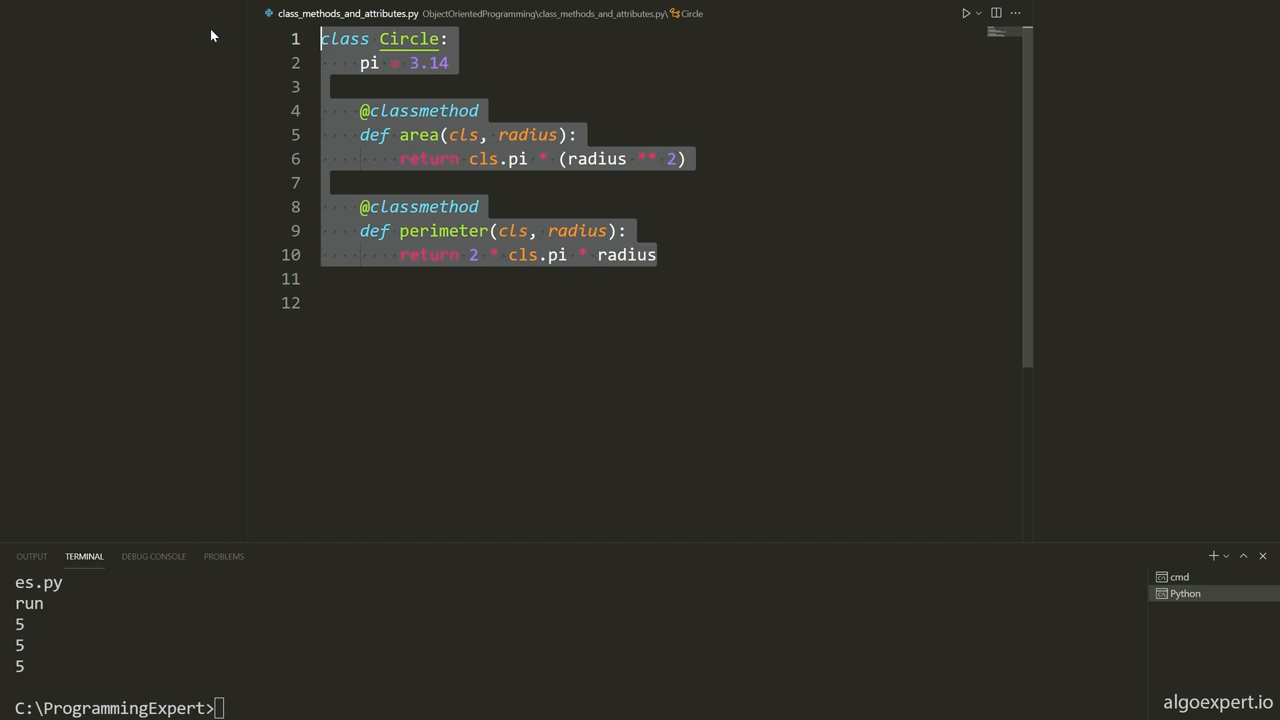 class_methods_and_attributes.py ObjectOrientedProgramming\class_methods_and_attributes.py\Circle
1 class Circle:
2 pi = 3.14
3
4 @classmethod
5 def area(cls, radius):
6 return cls.pi * (radius ** 2)
7
8 @classmethod
9 def perimeter(cls, radius):
10 return 2 * cls.pi * radius
11
12
OUTPUT TERMINAL DEBUG CONSOLE PROBLEMS
es.py
run
5
5
5
C:\ProgrammingExpert>
cmd
Python
algoexpert.io